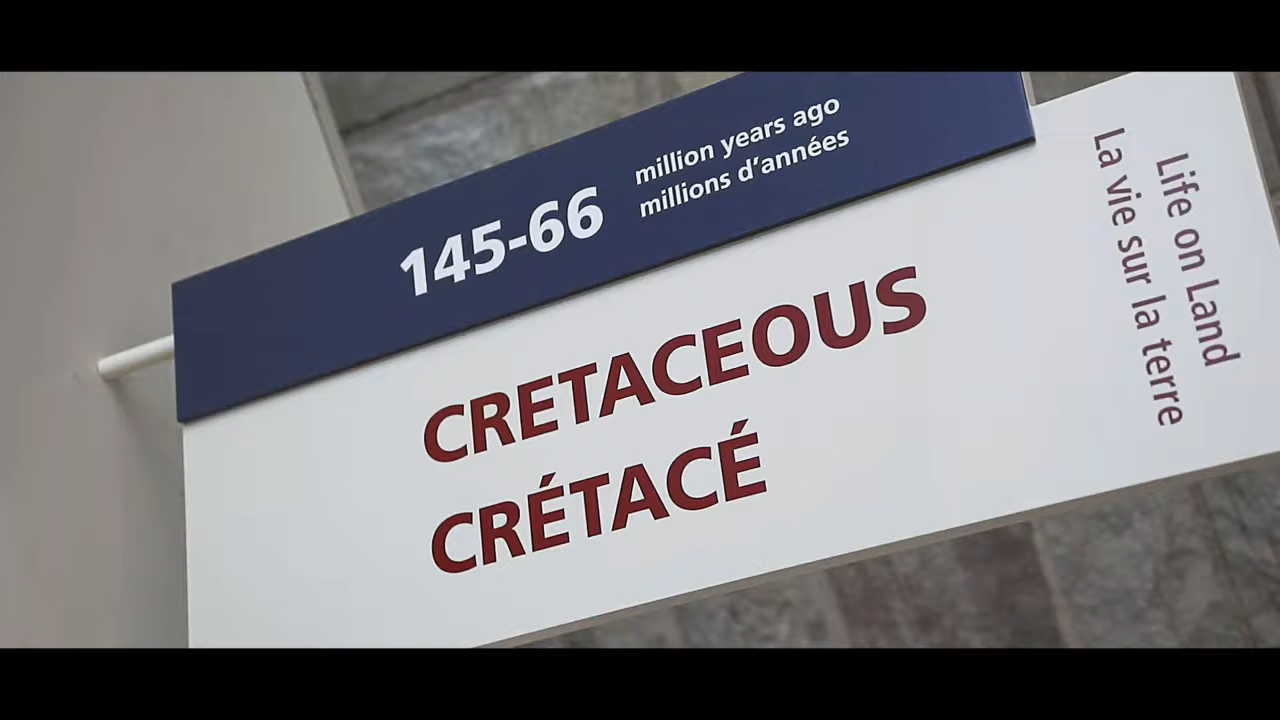 145-66
million years ago
millions d'années
CRETACEOUS
CRÉTACÉ
Life on Land
La vie sur la terre